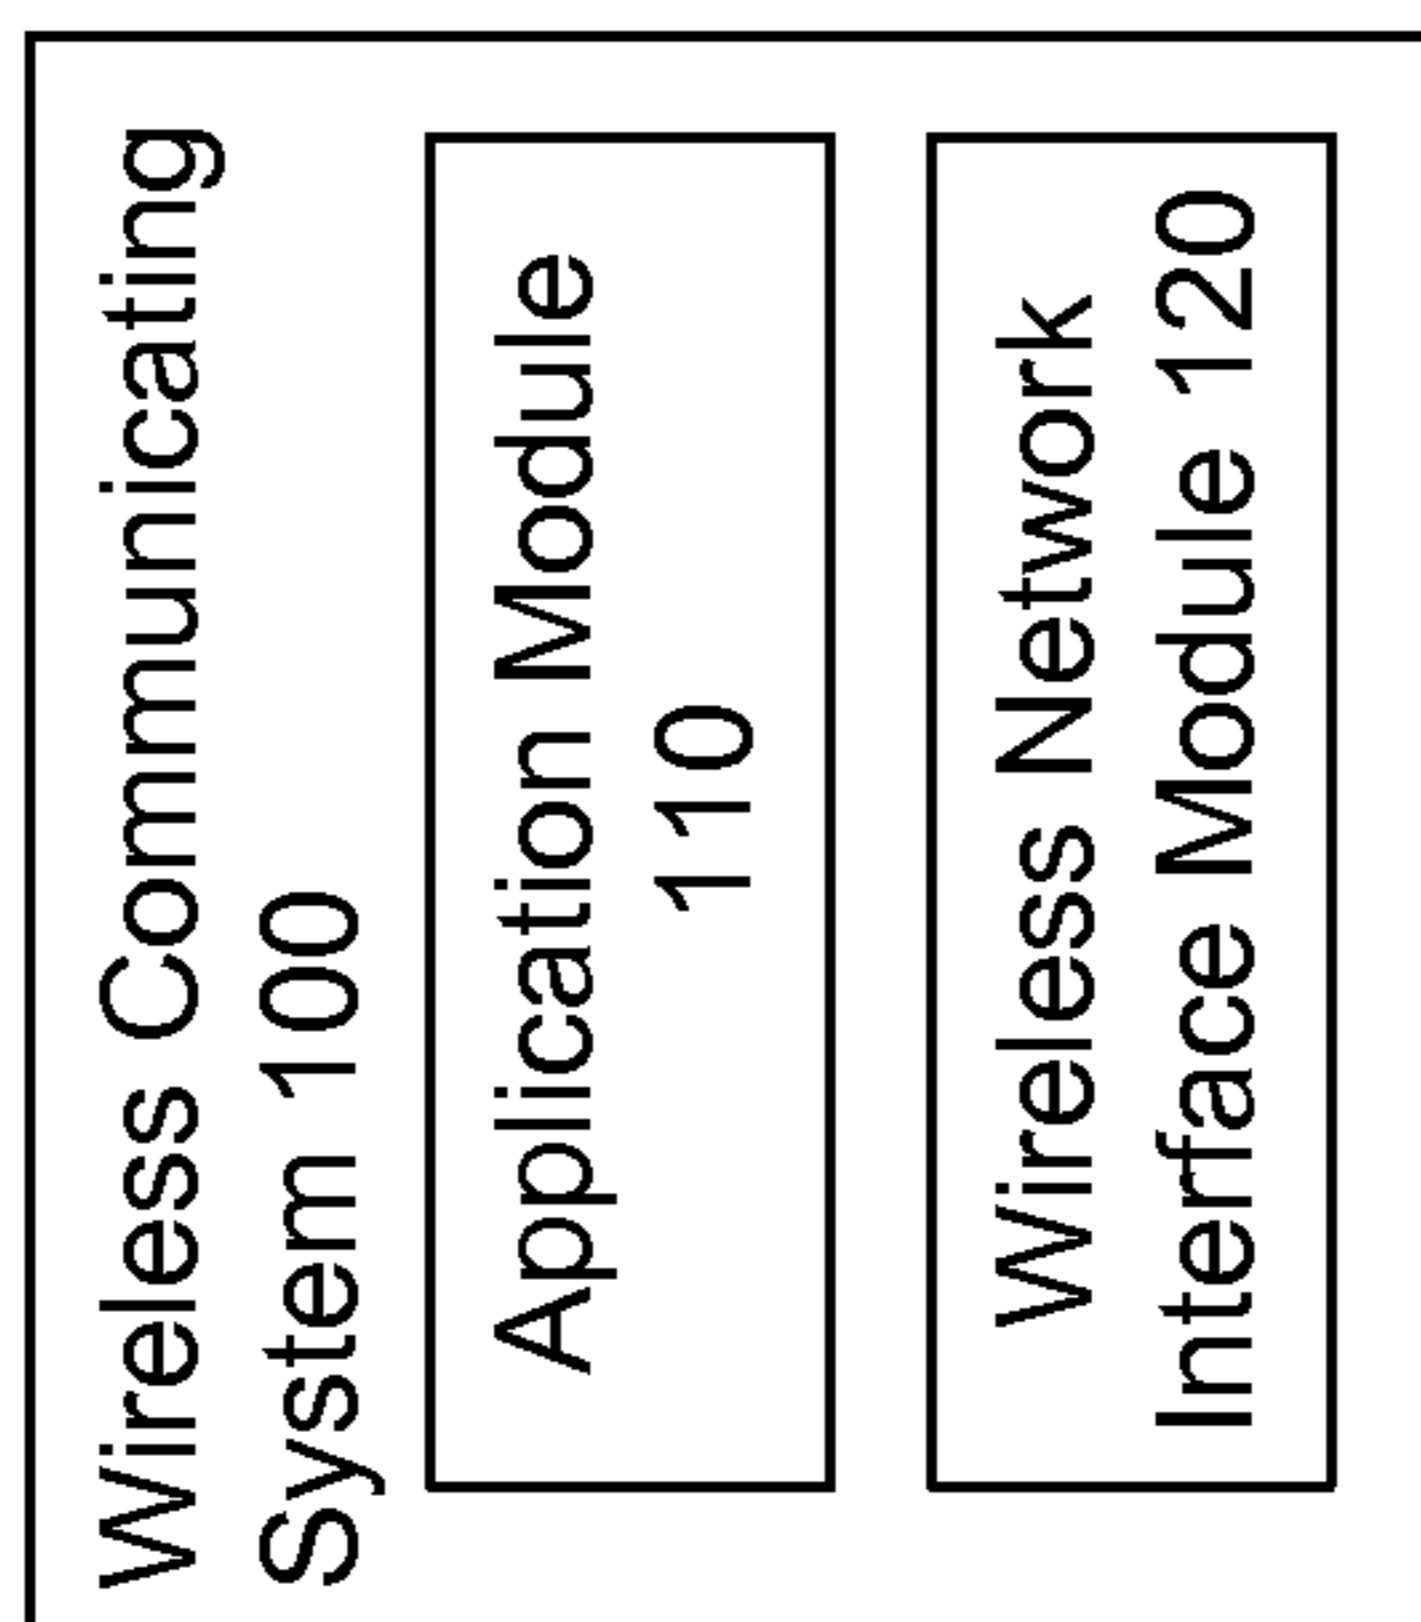 Wireless Communicating
System 100
Application Module
110
Wireless Network
Interface Module 120